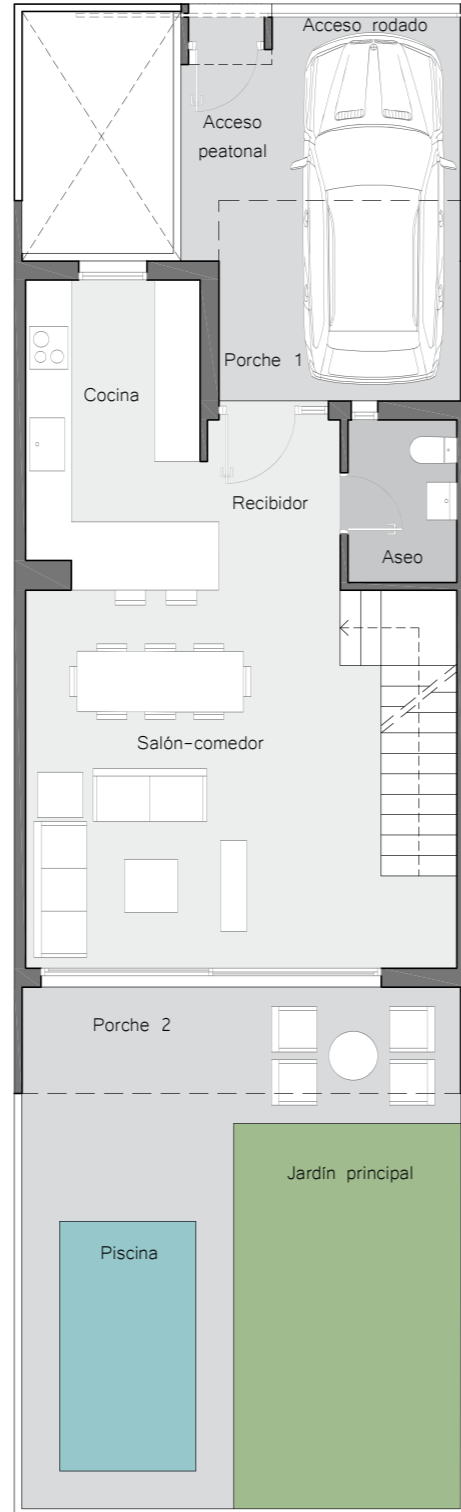 Acceso rodado
Acceso
peatonal
Porche 1
Cocina
Recibidor
Aseo
Salón-comedor
Porche 2
Jardín principal
Piscina